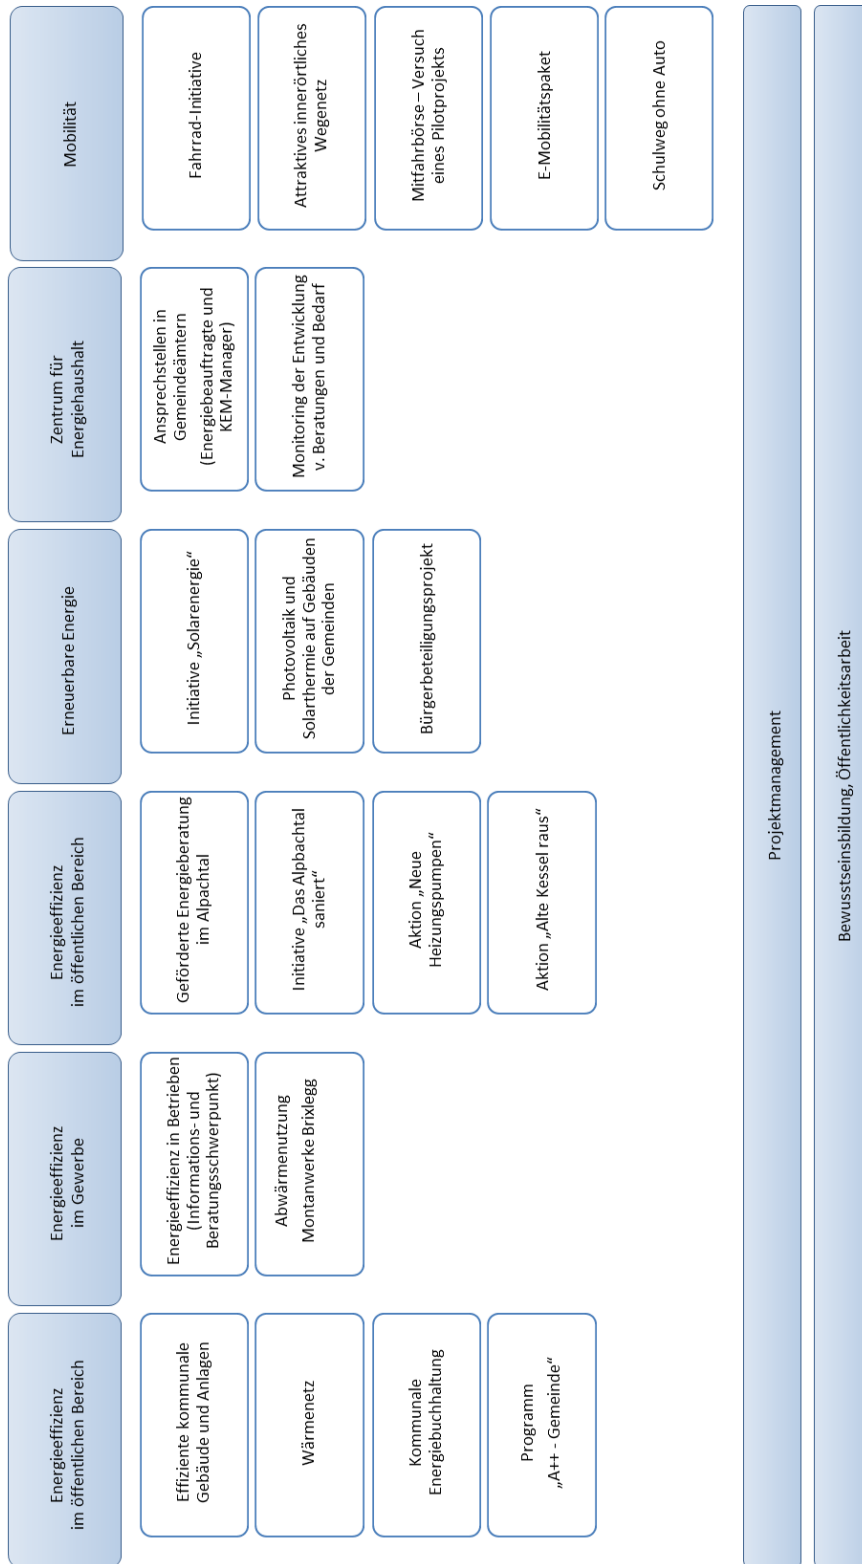 Energieeffizienz
im öffentlichen Bereich
Effiziente kommunale
Gebäude und Anlagen
Wärmenetz
Kommunale
Energiebuchhaltung
Programm
„A++ - Gemeinde“
Energieeffizienz
im Gewerbe
Energieeffizienz in Betrieben
(Informations- und
Beratungsschwerpunkt)
Abwärmenutzung
Montanwerke Brixlegg
Energieeffizienz
im öffentlichen Bereich
Geförderte Energieberatung
im Alpachtal
Initiative „Das Alpbachtal
saniert“
Aktion „Neue
Heizungspumpen“
Aktion „Alte Kessel raus“
Erneuerbare Energie
Initiative „Solarenergie“
Photovoltaik und
Solarthermie auf Gebäuden
der Gemeinden
Bürgerbeteiligungsprojekt
Zentrum für
Energiehaushalt
Ansprechstellen in
Gemeindeämtern
(Energiebeauftragte und
KEM-Manager)
Monitoring der Entwicklung
v. Beratungen und Bedarf
Mobilität
Fahrrad-Initiative
Attraktives innerörtliches
Wegenetz
Mitfahrbörse – Versuch
eines Pilotprojekts
E-Mobilitätspaket
Schulweg ohne Auto
Projektmanagement
Bewusstseinsbildung, Öffentlichkeitsarbeit